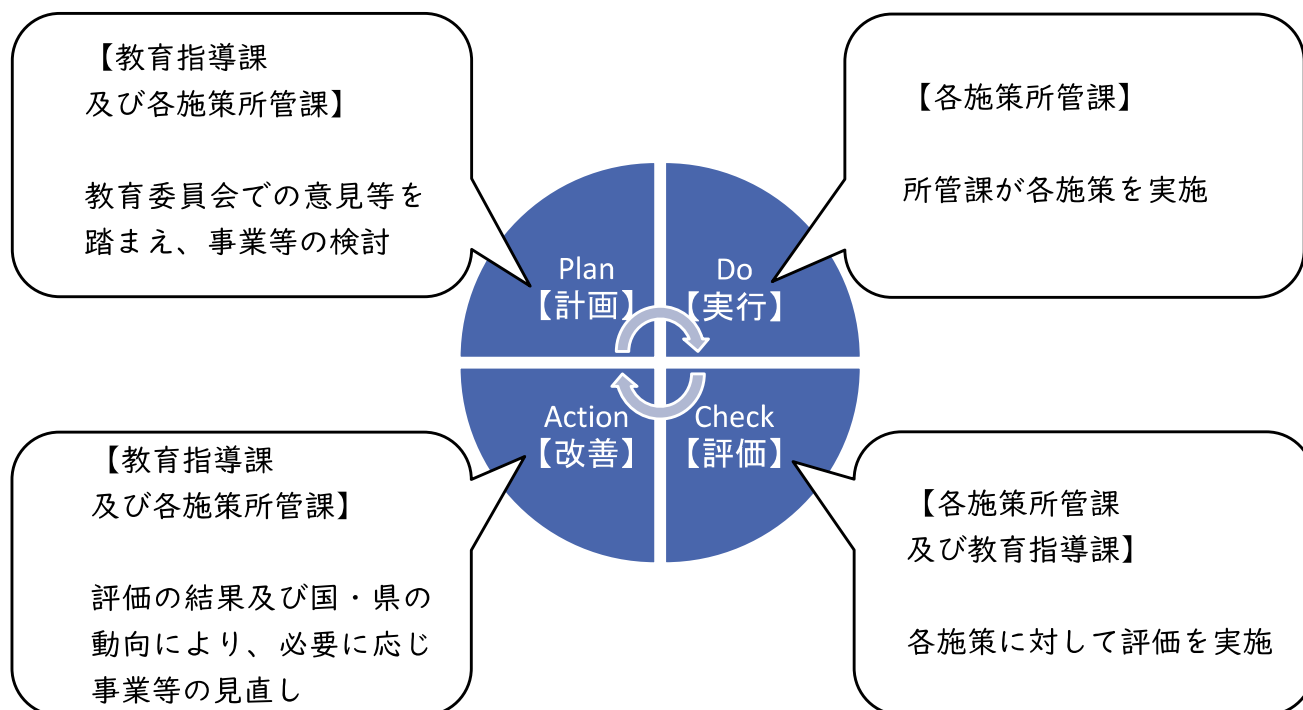 【教育指導課
及び各施策所管課】
教育委員会での意見等を
踏まえ、事業等の検討
【各施策所管課】
所管課が各施策を実施
Plan
【計画】
Do
【実行】
Action
【改善】
Check
【評価】
【教育指導課
及び各施策所管課】
評価の結果及び国・県の
動向により、必要に応じ
事業等の見直し
【各施策所管課
及び教育指導課】
各施策に対して評価を実施